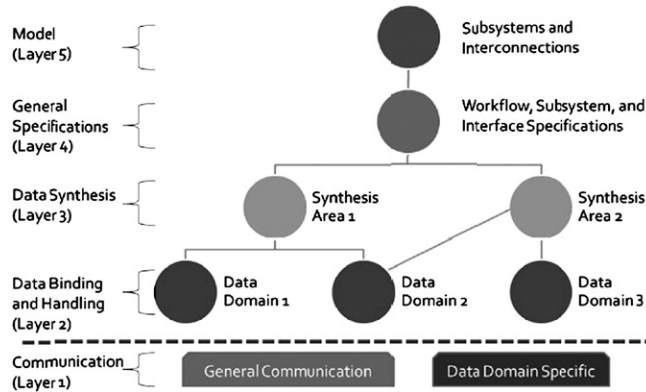 Model
(Layer 5)
Subsystems and
Interconnections
General
Specifications
(Layer 4)
Workflow, Subsystem, and
Interface Specifications
Data Synthesis
(Layer 3)
Synthesis
Area 1
Synthesis
Area 2
Data Binding
and Handling
(Layer 2)
Data
Domain 1
Data
Domain 2
Data
Domain 3
Communication
(Layer 1)
General Communication
Data Domain Specific